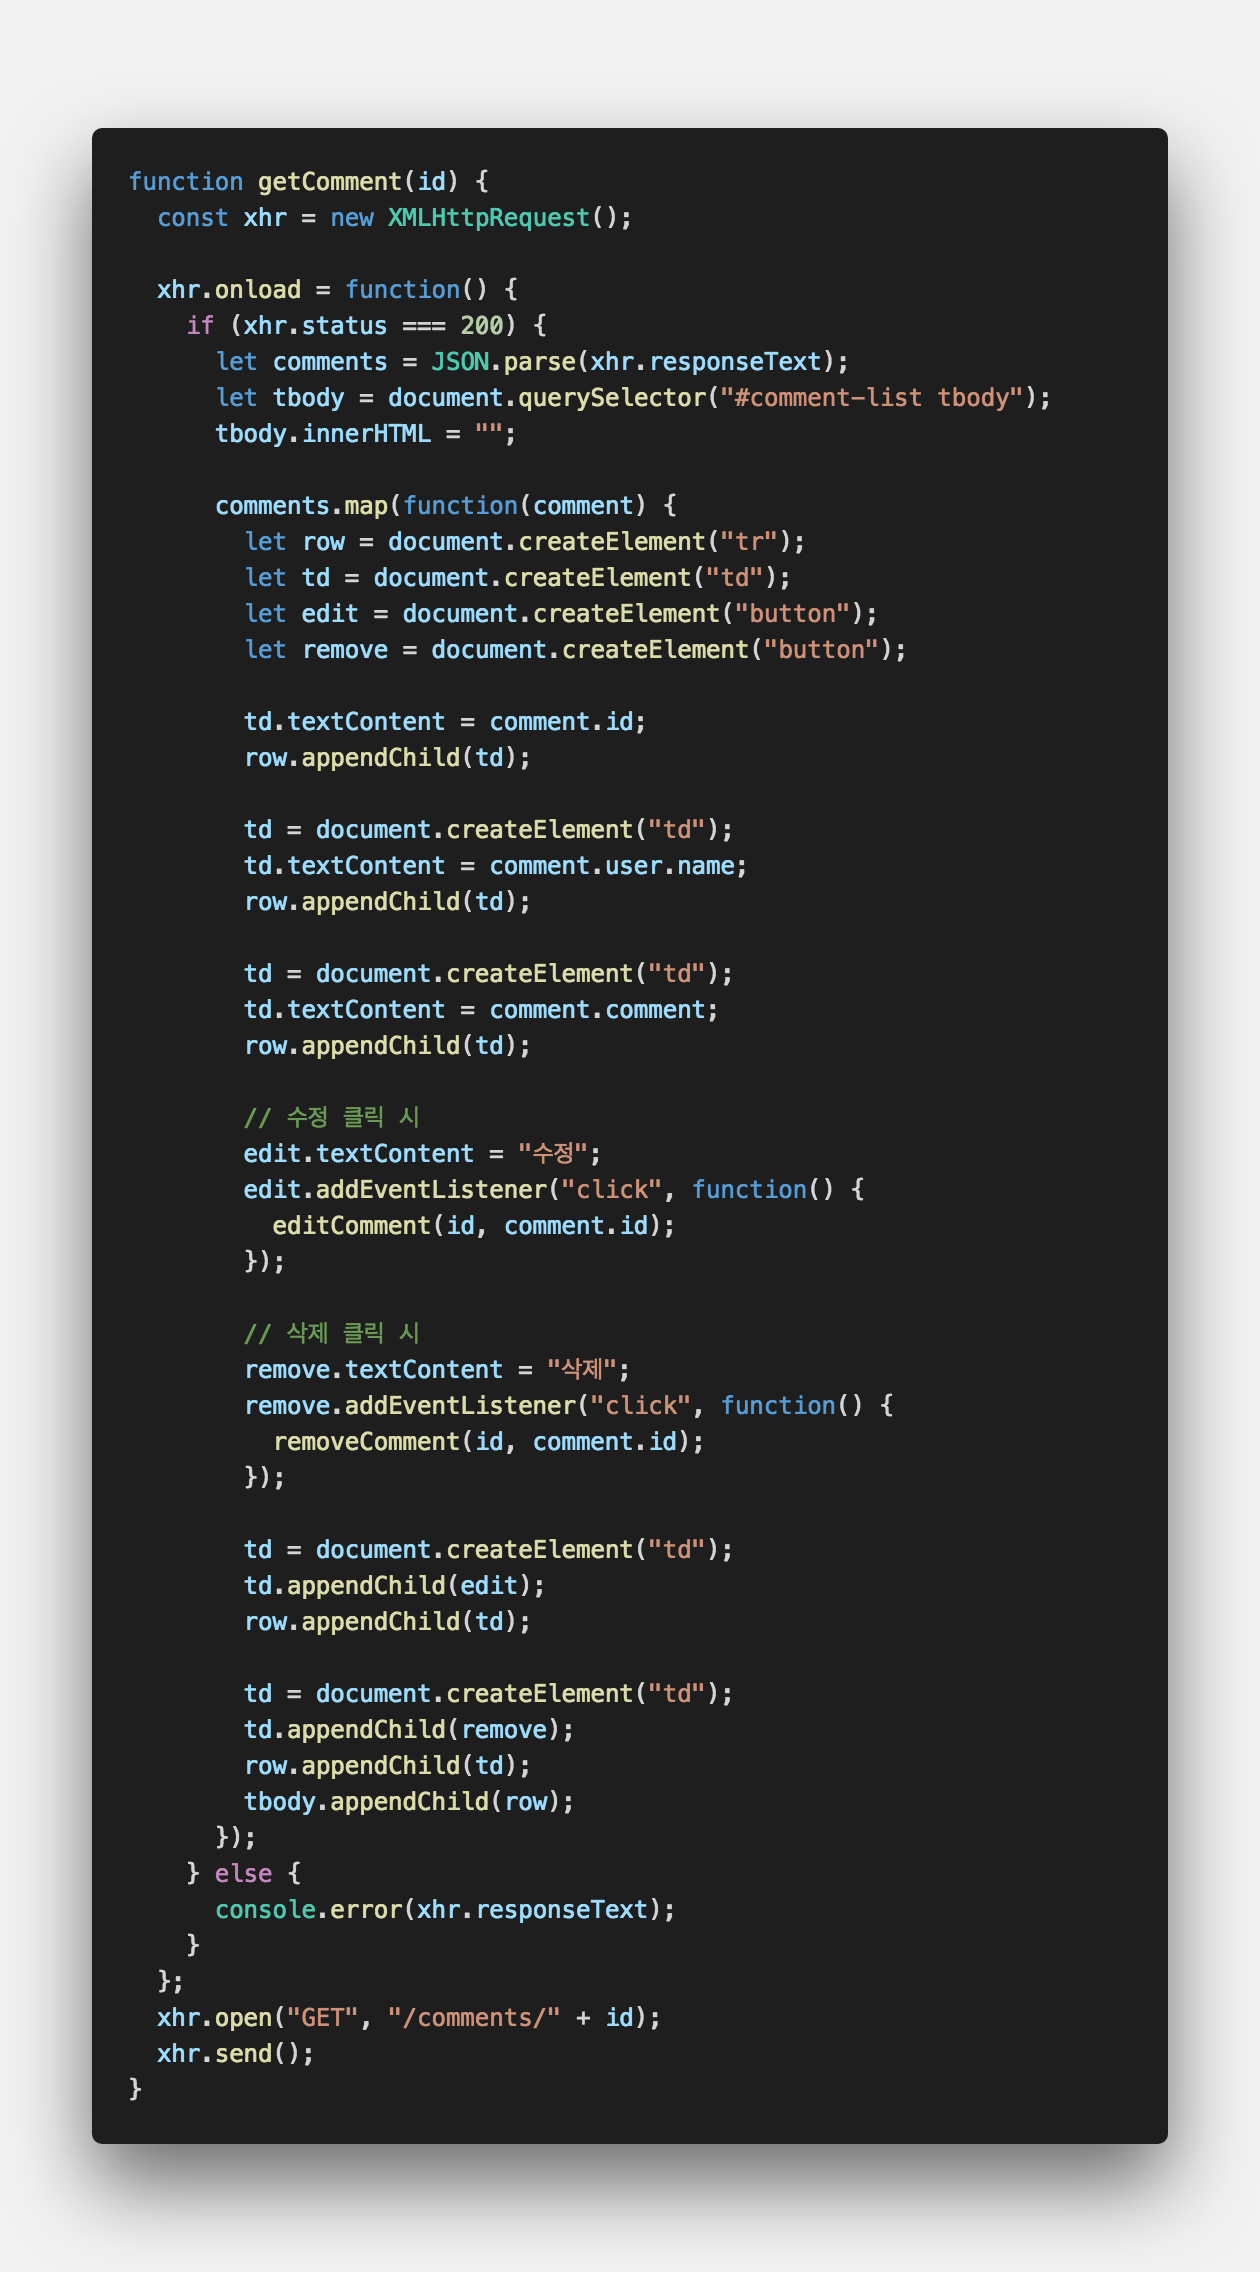 function getComment(id) {
  const xhr = new XMLHttpRequest();

  xhr.onload = function() {
    if (xhr.status === 200) {
      let comments = JSON.parse(xhr.responseText);
      let tbody = document.querySelector("#comment-list tbody");
      tbody.innerHTML = "";

      comments.map(function(comment) {
        let row = document.createElement("tr");
        let td = document.createElement("td");
        let edit = document.createElement("button");
        let remove = document.createElement("button");

        td.textContent = comment.id;
        row.appendChild(td);

        td = document.createElement("td");
        td.textContent = comment.user.name;
        row.appendChild(td);

        td = document.createElement("td");
        td.textContent = comment.comment;
        row.appendChild(td);

        // 수정 클릭 시
        edit.textContent = "수정";
        edit.addEventListener("click", function() {
          editComment(id, comment.id);
        });

        // 삭제 클릭 시
        remove.textContent = "삭제";
        remove.addEventListener("click", function() {
          removeComment(id, comment.id);
        });

        td = document.createElement("td");
        td.appendChild(edit);
        row.appendChild(td);

        td = document.createElement("td");
        td.appendChild(remove);
        row.appendChild(td);
        tbody.appendChild(row);
      });
    } else {
      console.error(xhr.responseText);
    }
  };
  xhr.open("GET", "/comments/" + id);
  xhr.send();
}